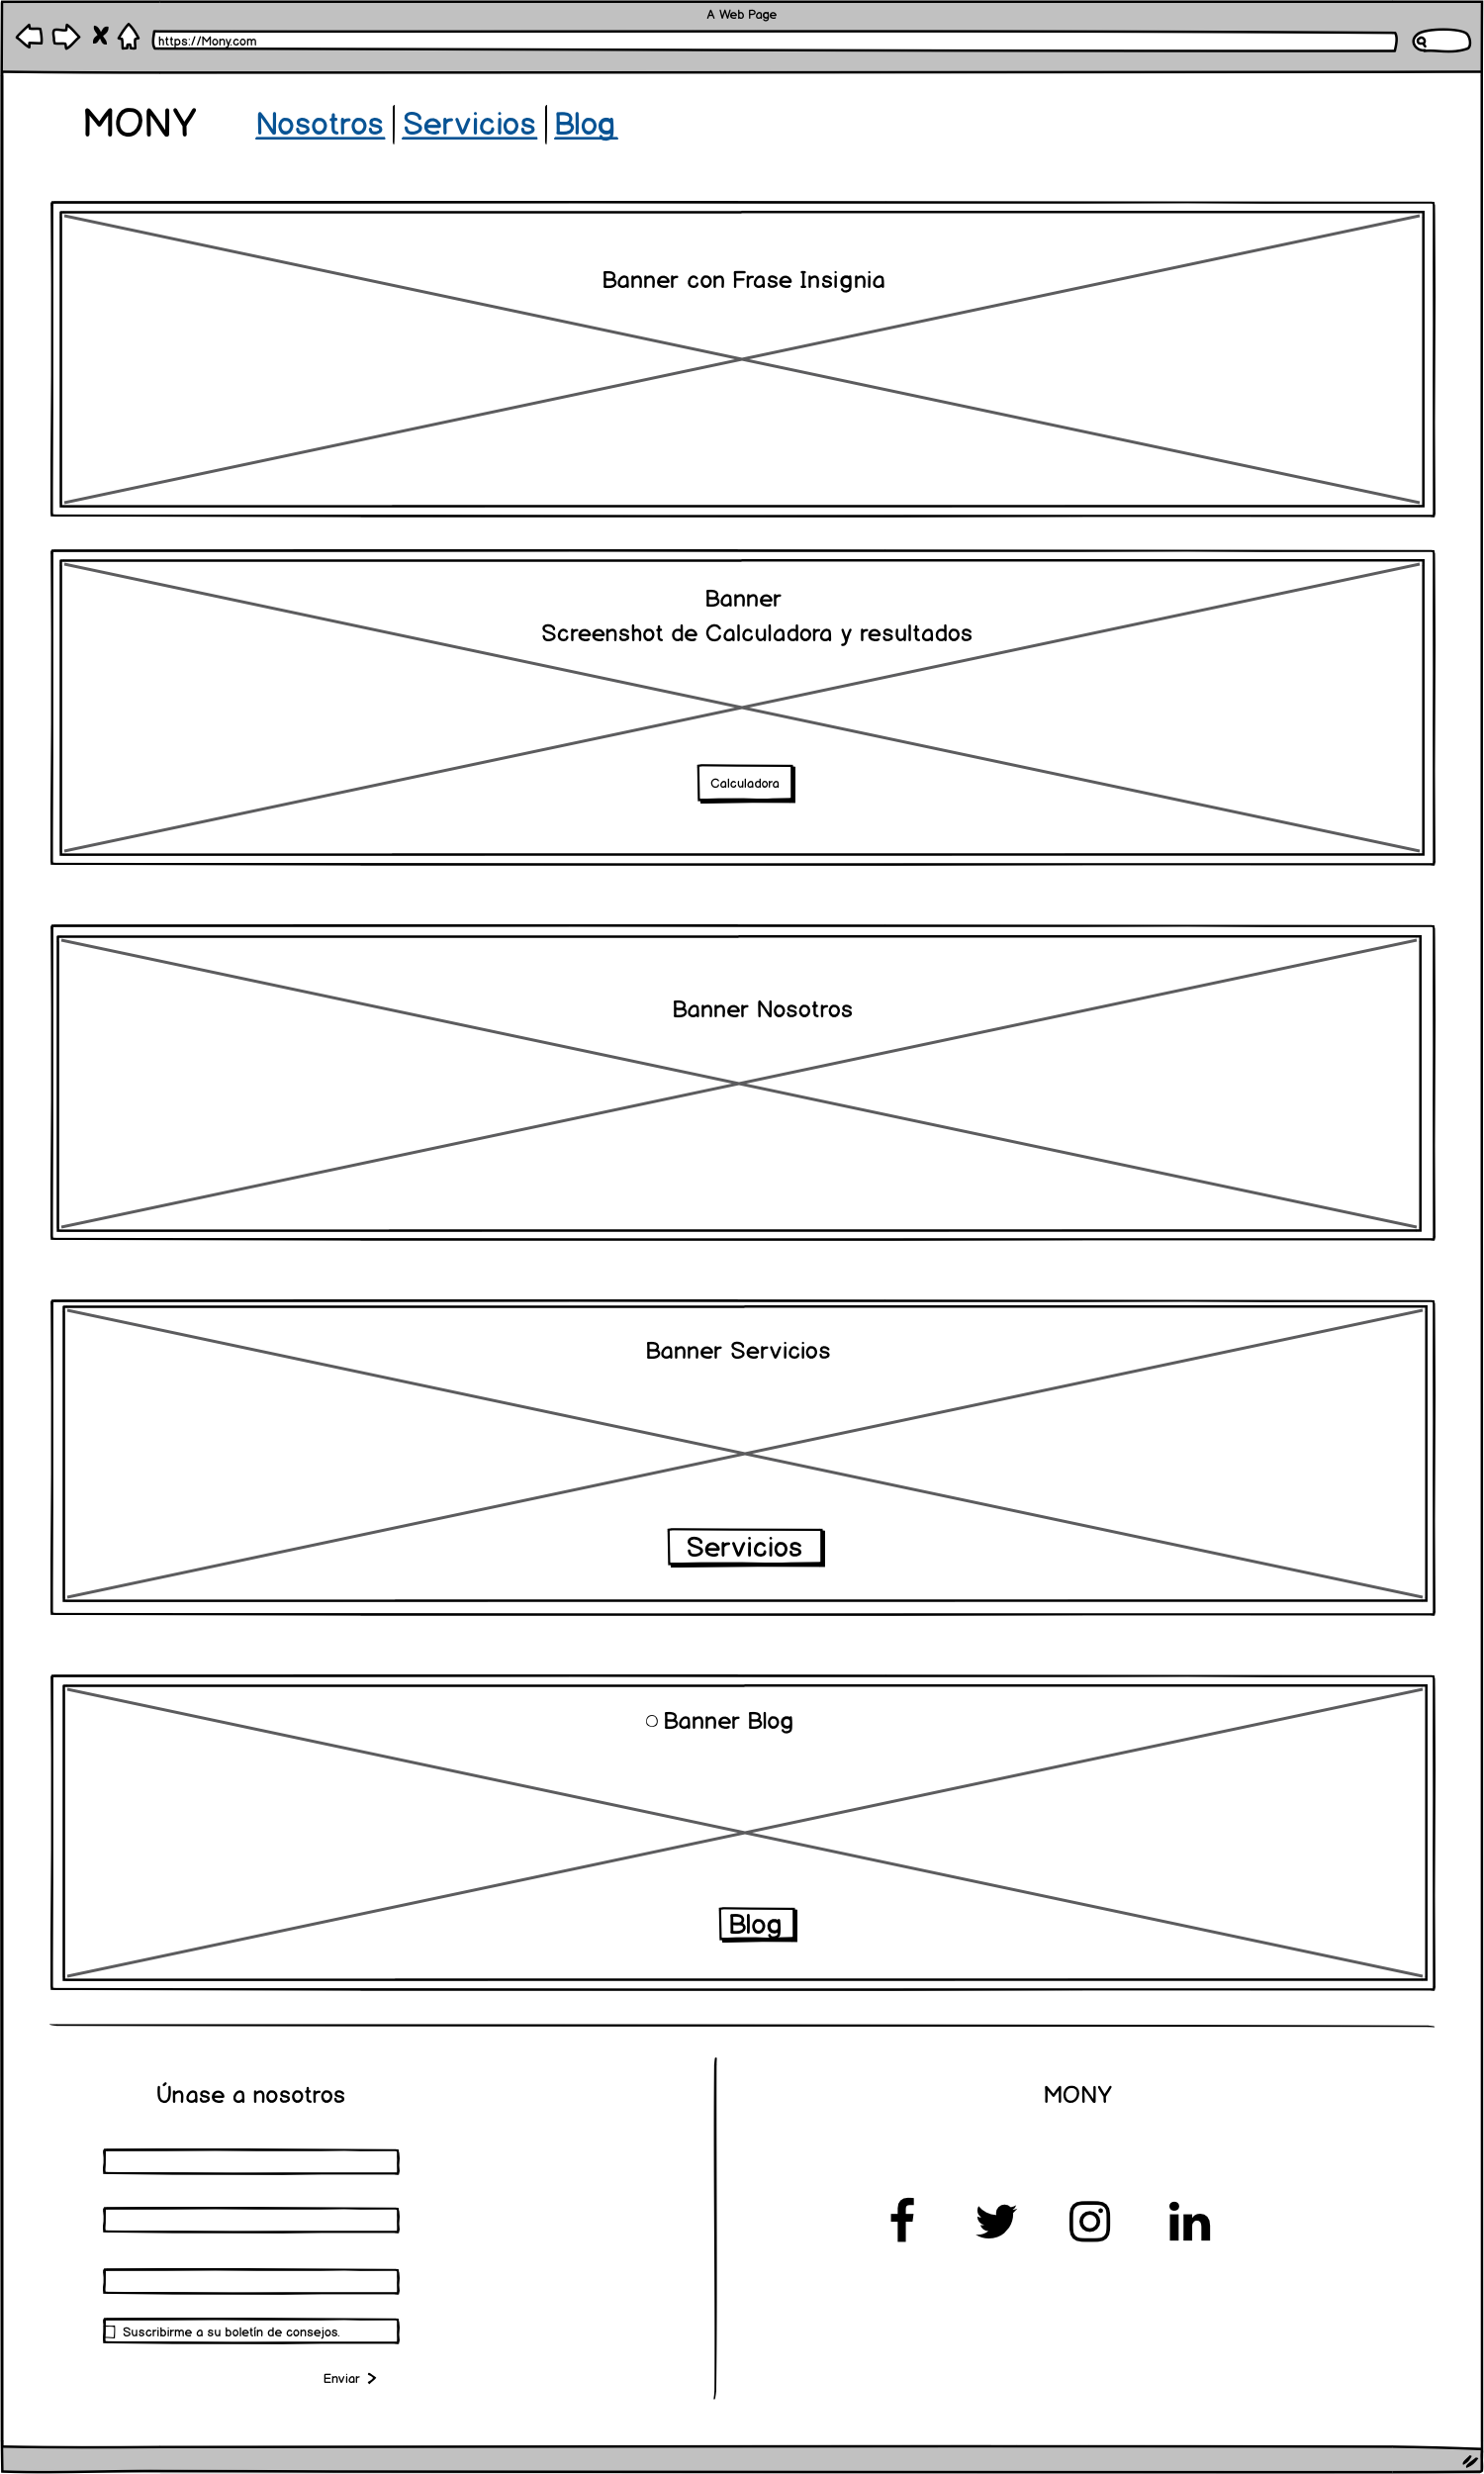 A Web Page
https://Mony.com
MONY
Nosotros | Servicios | Blog
Banner con Frase Insignia
Banner
Screenshot de Calculadora y resultados
Calculadora
Banner Nosotros
Banner Servicios
Servicios
Banner Blog
Blog
Únase a nosotros
Suscribirme a su boletín de consejos.
Enviar >
MONY